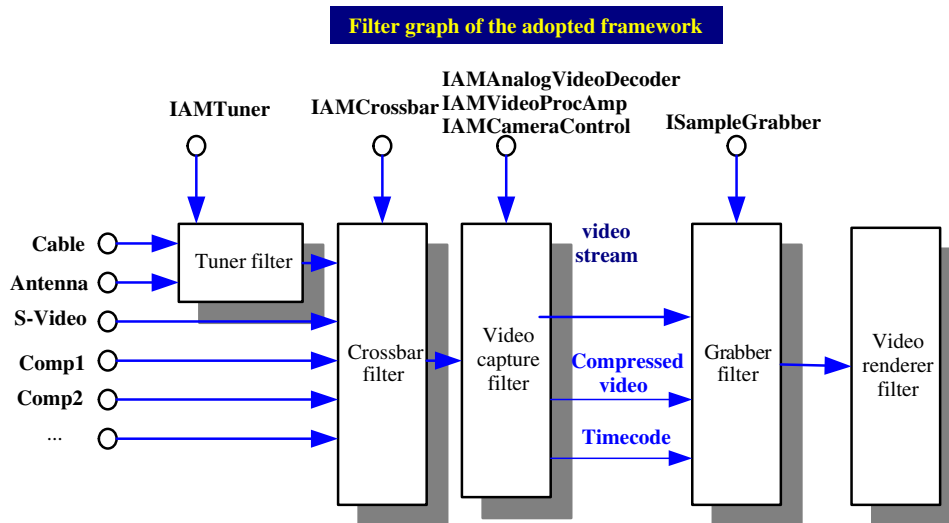 Filter graph of the adopted framework
IAMTuner
IAMCrossbar
IAMAnalogVideoDecoder
IAMVideoProcAmp
IAMCameraControl
ISampleGrabber
Cable
Antenna
S-Video
Comp1
Comp2
...
Tuner filter
Crossbar
filter
Video
capture
filter
video
stream
Compressed
video
Timecode
Grabber
filter
Video
renderer
filter